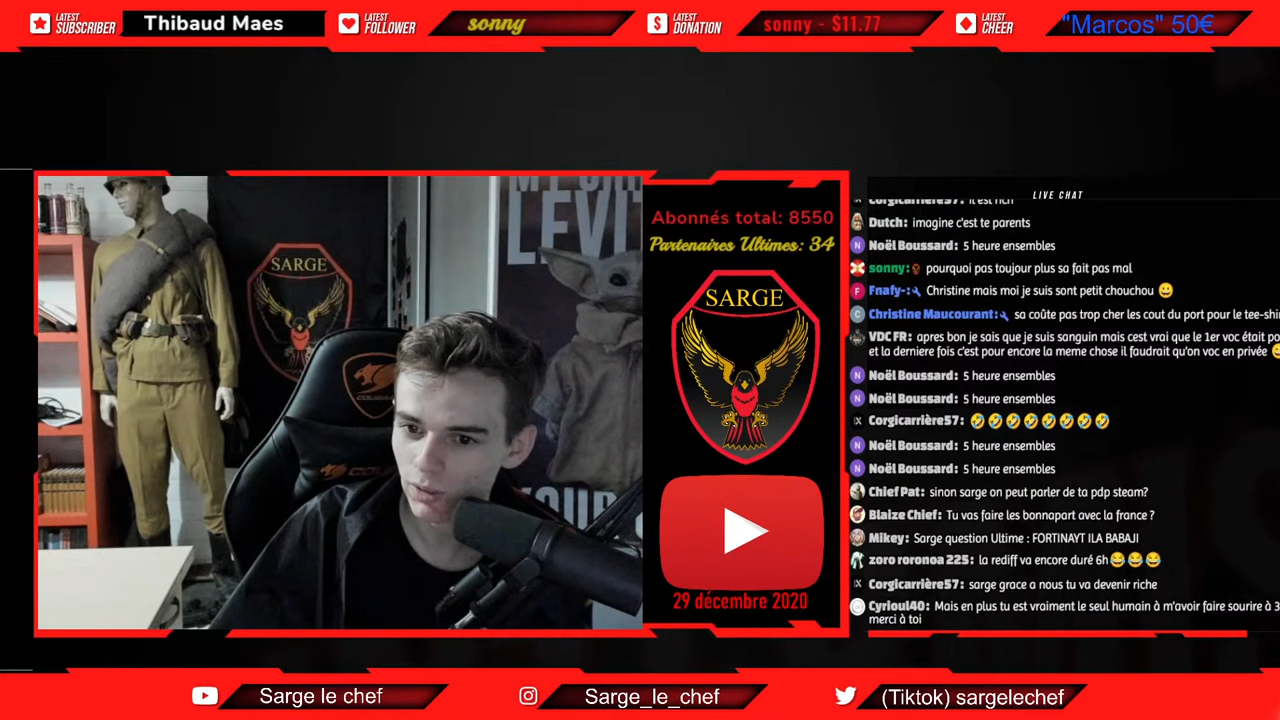 LATEST SUBSCRIBER
Thibaud Maes
LATEST FOLLOWER
sonny
LATEST DONATION
sonny - $11.77
LATEST CHEER
"Marcos" 50€
SARGE
COUGAR
LEVIT
YOUR
Abonnés total: 8550
Partenaires Ultimes: 34
SARGE
29 décembre 2020
LIVE CHAT
Corgicarrière57: il est rich
Dutch: imagine c'est te parents
Noël Boussard: 5 heure ensembles
sonny: pourquoi pas toujour plus sa fait pas mal
Fnafy-: Christine mais moi je suis sont petit chouchou 😀
Christine Maucourant: sa coûte pas trop cher les cout du port pour le tee-shi
VDC FR: apres bon je sais que je suis sanguin mais cest vrai que le 1er voc était po
et la derniere fois c'est pour encore la meme chose il faudrait qu'on voc en privée
Noël Boussard: 5 heure ensembles
Noël Boussard: 5 heure ensembles
Corgicarrière57: 🤣🤣🤣🤣🤣🤣🤣🤣
Noël Boussard: 5 heure ensembles
Noël Boussard: 5 heure ensembles
Chief Pat: sinon sarge on peut parler de ta pdp steam?
Blaize Chief: Tu vas faire les bonnapart avec la france ?
Mikey: Sarge question Ultime : FORTINAYT ILA BABAJI
zoro roronoa 225: la rediff va encore duré 6h😂😂😂
Corgicarrière57: sarge grace a nous tu va devenir riche
Cyrioul40: Mais en plus tu est vraiment le seul humain à m'avoir faire sourire à 3
merci à toi
Sarge le chef
Sarge_le_chef
(Tiktok) sargelechef